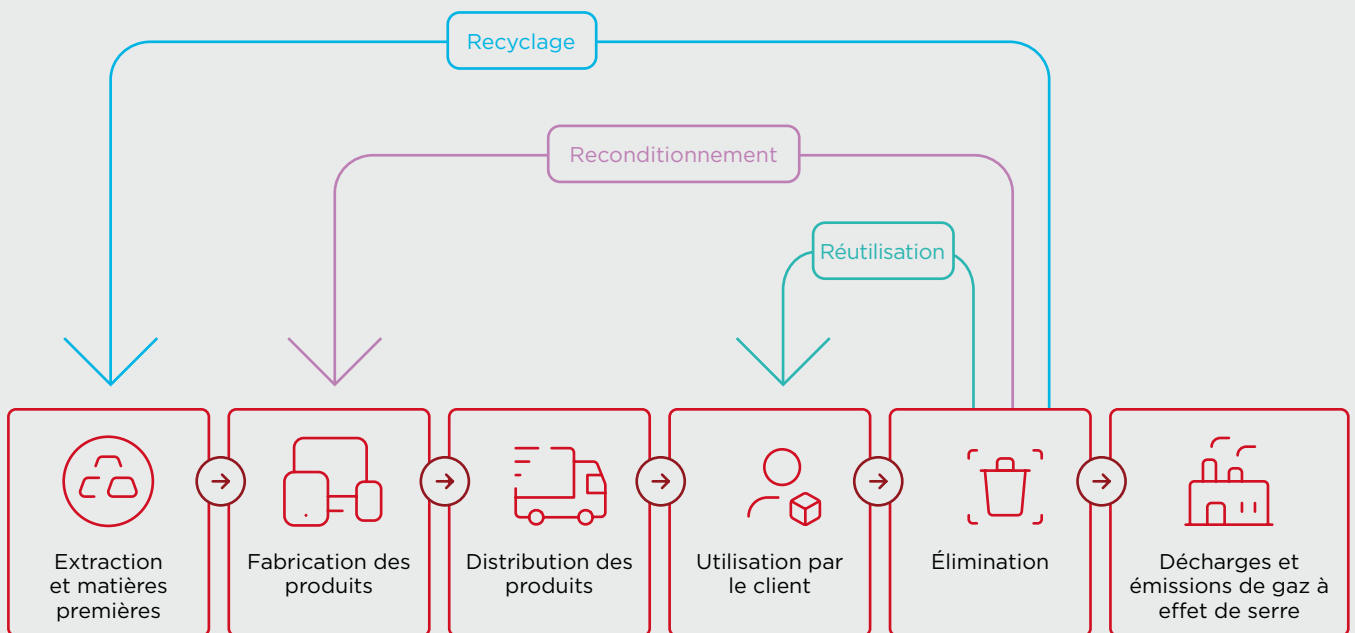 Recyclage
Reconditionnement
Réutilisation
Extraction
et matières
premières
Fabrication des
produits
Distribution des
produits
Utilisation par
le client
Élimination
Décharges et
émissions de gaz à
effet de serre